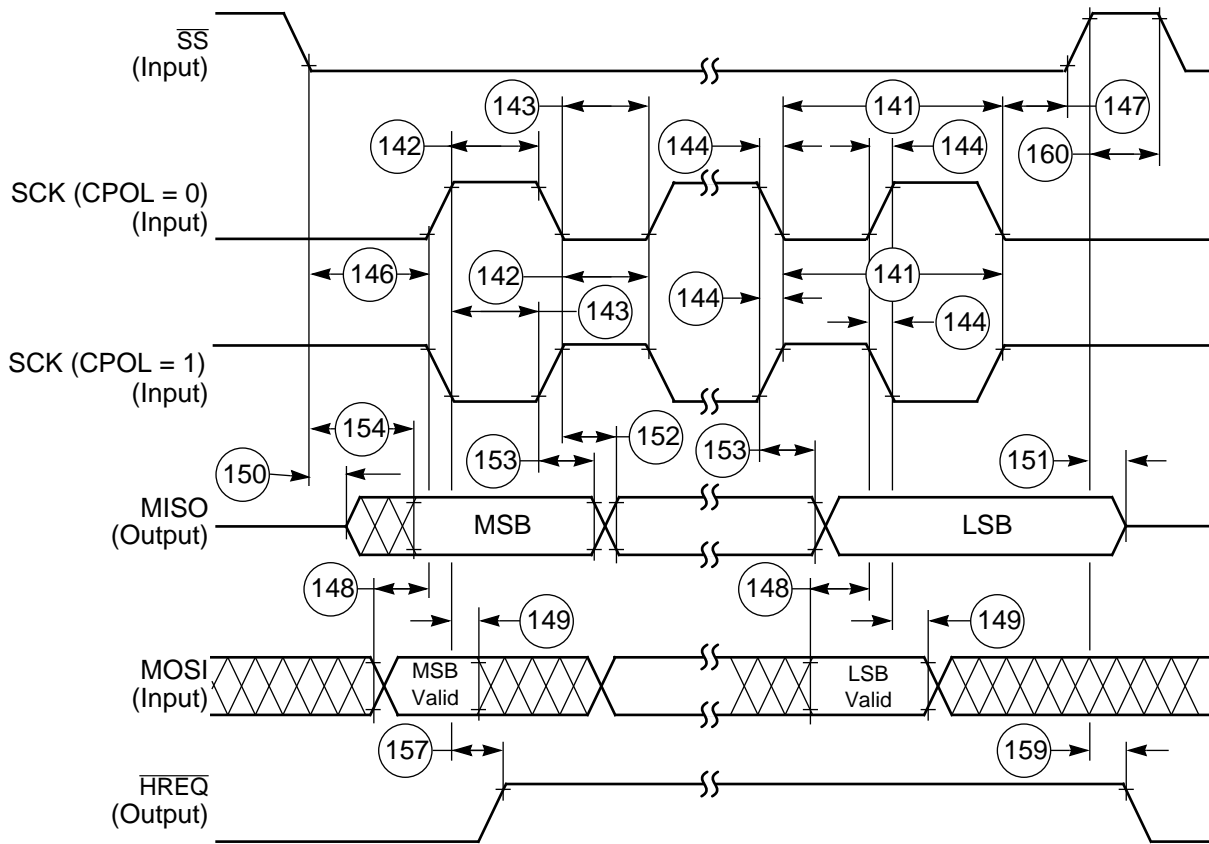 SS
(Input)
143
141
147
142
144
144
160
SCK (CPOL = 0)
(Input)
146
142
141
144
143
144
SCK (CPOL = 1)
(Input)
154
152
153
153
150
151
MISO
(Output)
MSB
LSB
148
148
149
149
MOSI
(Input)
MSB
Valid
LSB
Valid
157
159
HREQ
(Output)